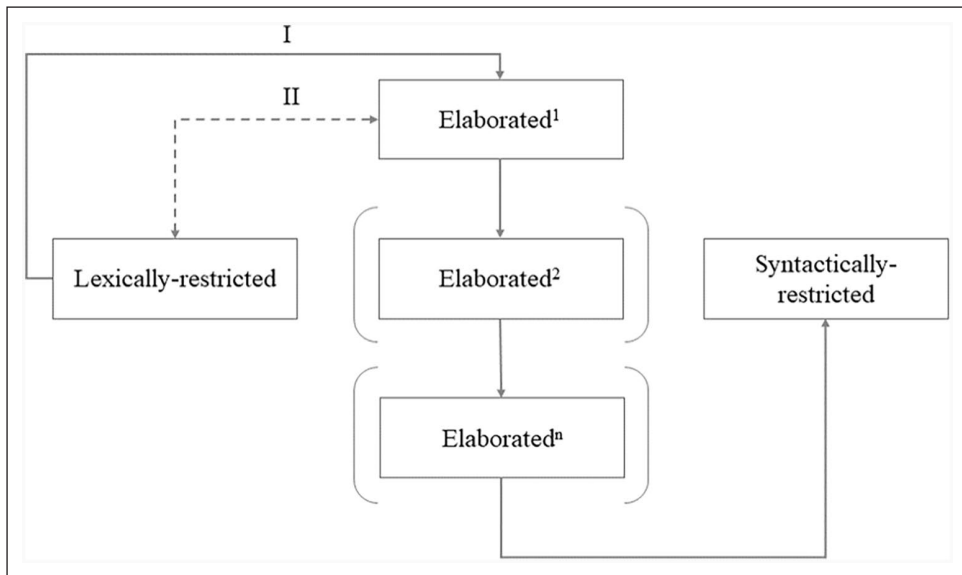 I
II
Elaborated¹
Lexically-restricted
Elaborated²
Syntactically-
restricted
Elaboratedⁿ